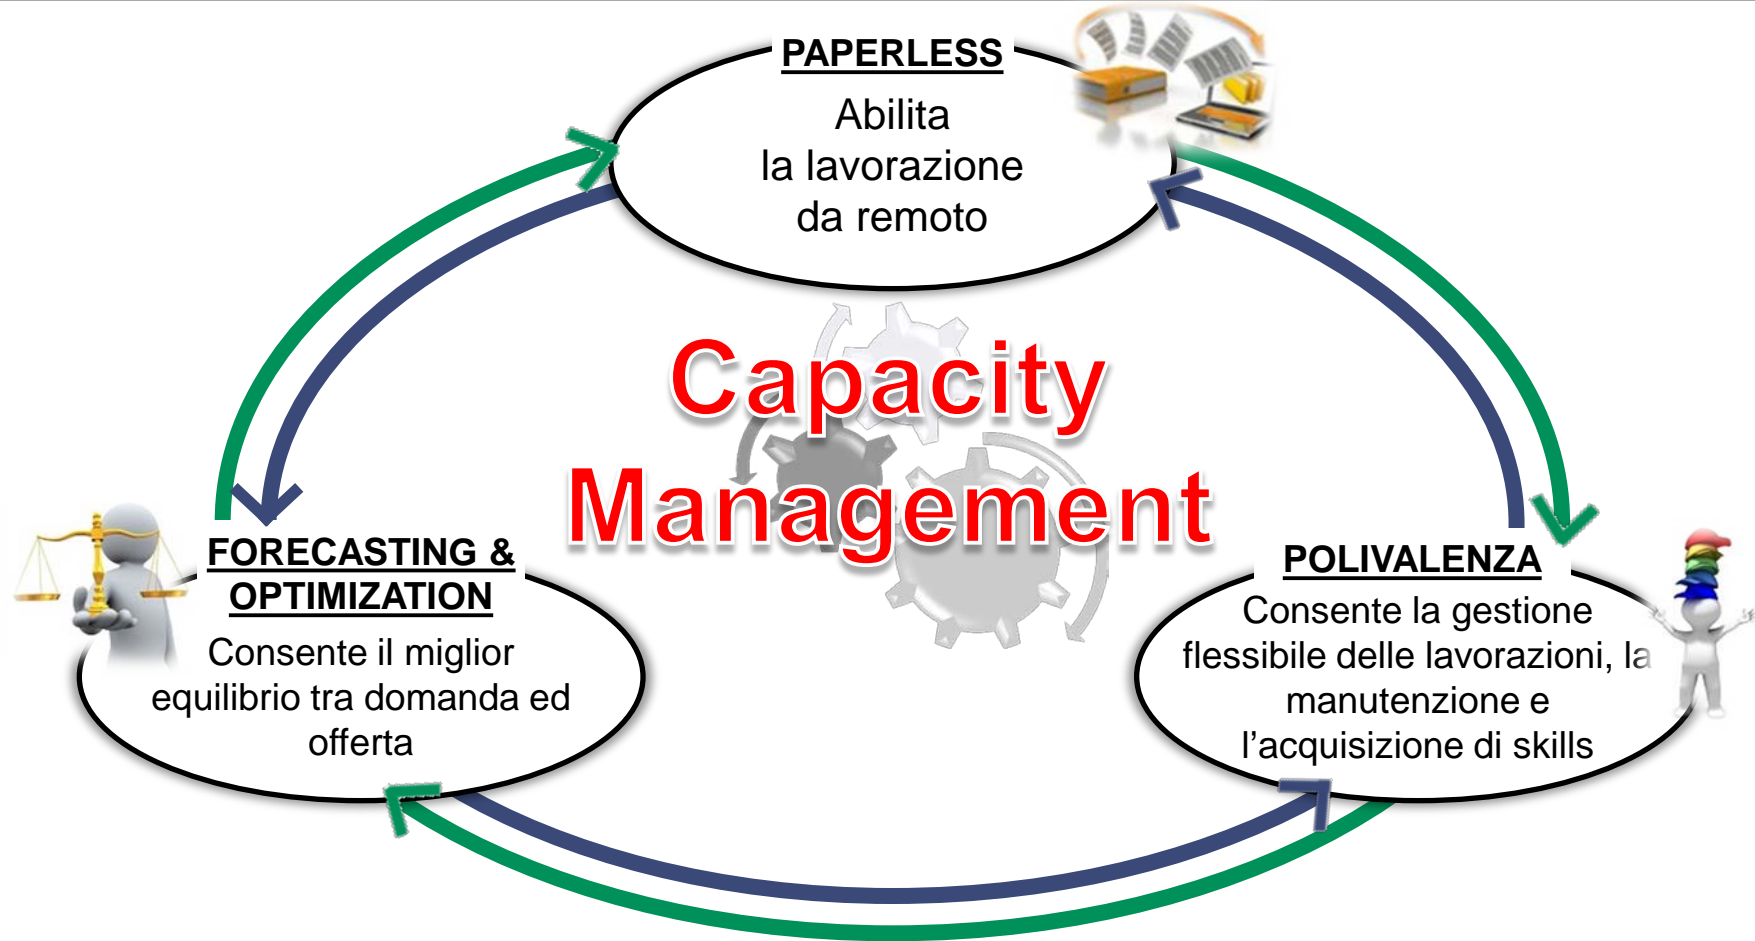 PAPERLESS
Abilita
la lavorazione
da remoto
Capacity
Management
FORECASTING &
OPTIMIZATION
Consente il miglior
equilibrio tra domanda ed
offerta
POLIVALENZA
Consente la gestione
flessibile delle lavorazioni, la
manutenzione e
l’acquisizione di skills